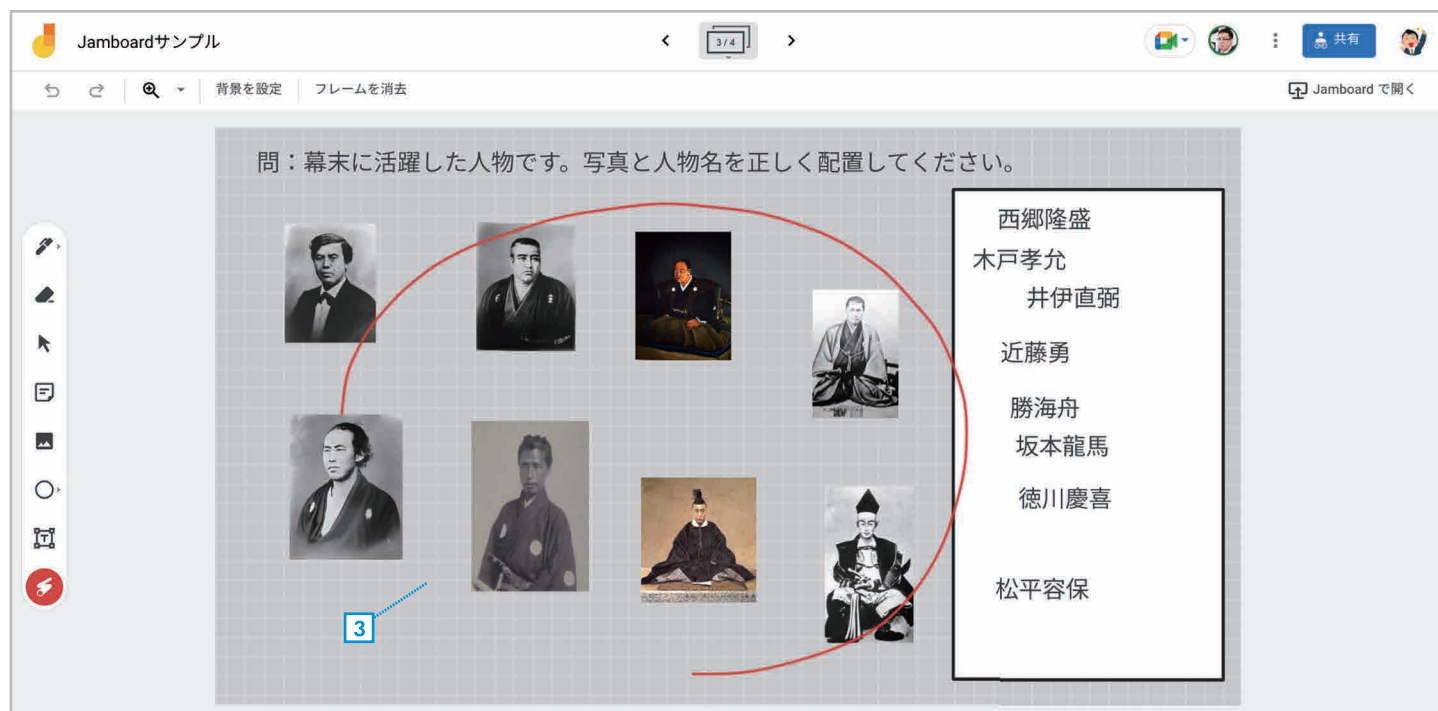 Jamboardサンプル
3 / 4
共有
背景を設定
フレームを消去
Jamboard で開く
問：幕末に活躍した人物です。写真と人物名を正しく配置してください。
西郷隆盛
木戸孝允
井伊直弼
近藤勇
勝海舟
坂本龍馬
徳川慶喜
松平容保
T
3